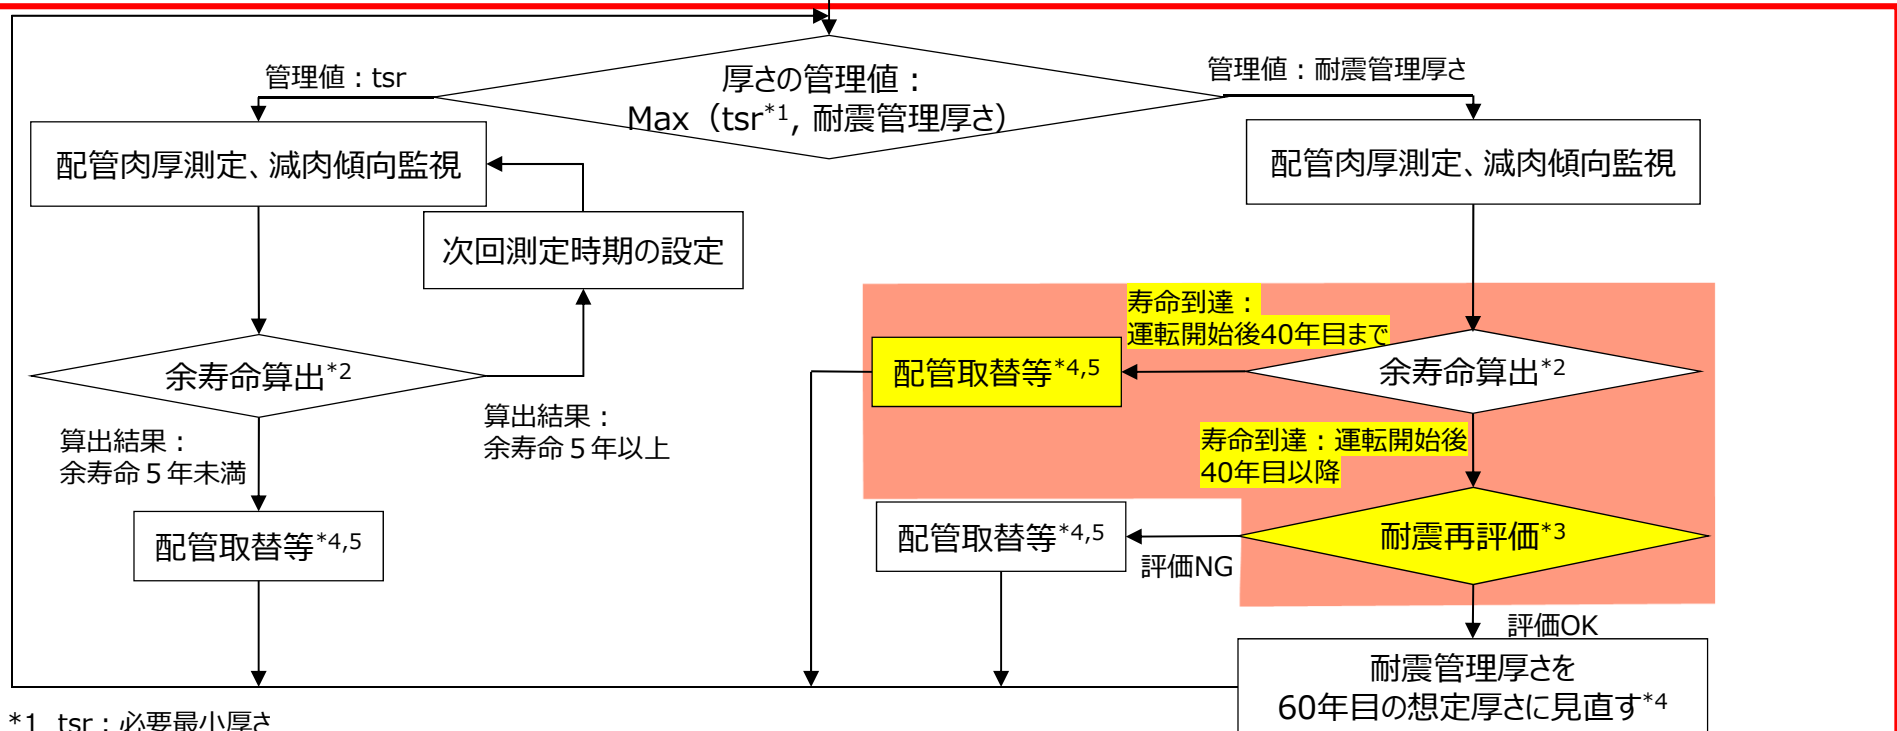 厚さの管理値：
Max（tsr*1, 耐震管理厚さ）
管理値：tsr
管理値：耐震管理厚さ
配管肉厚測定、減肉傾向監視
次回測定時期の設定
余寿命算出*2
算出結果：
余寿命５年以上
算出結果：
余寿命５年未満
配管取替等*4,5
配管肉厚測定、減肉傾向監視
寿命到達：
運転開始後40年目まで
配管取替等*4,5
余寿命算出*2
寿命到達：運転開始後
40年目以降
配管取替等*4,5
評価NG
耐震再評価*3
評価OK
耐震管理厚さを
60年目の想定厚さに見直す*4
*1 tsr：必要最小厚さ